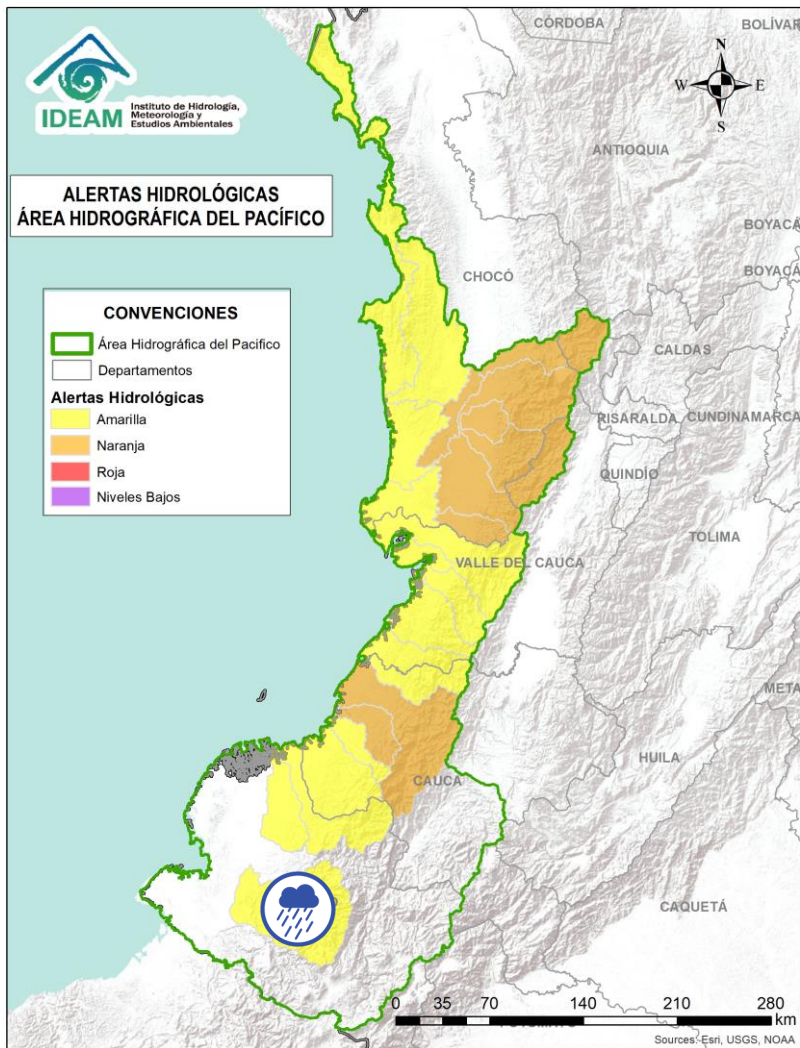 CÓRDOBA
BOLÍVAR
IDEAM
Instituto de Hidrología,
Meteorología y
Estudios Ambientales
N
W
E
S
ANTIOQUIA
ALERTAS HIDROLÓGICAS
ÁREA HIDROGRÁFICA DEL PACÍFICO
BOYACÁ
BOYACÁ
CHOCÓ
CONVENCIONES
Área Hidrográfica del Pacifico
Departamentos
Alertas Hidrológicas
Amarilla
Naranja
Roja
Niveles Bajos
CALDAS
RISARALDA
CUNDINAMARCA
QUINDÍO
TOLIMA
VALLE DEL CAUCA
META
HUILA
CAUCA
CAQUETÁ
0 35 70 140 210 280
km
Sources: Esri, USGS, NOAA